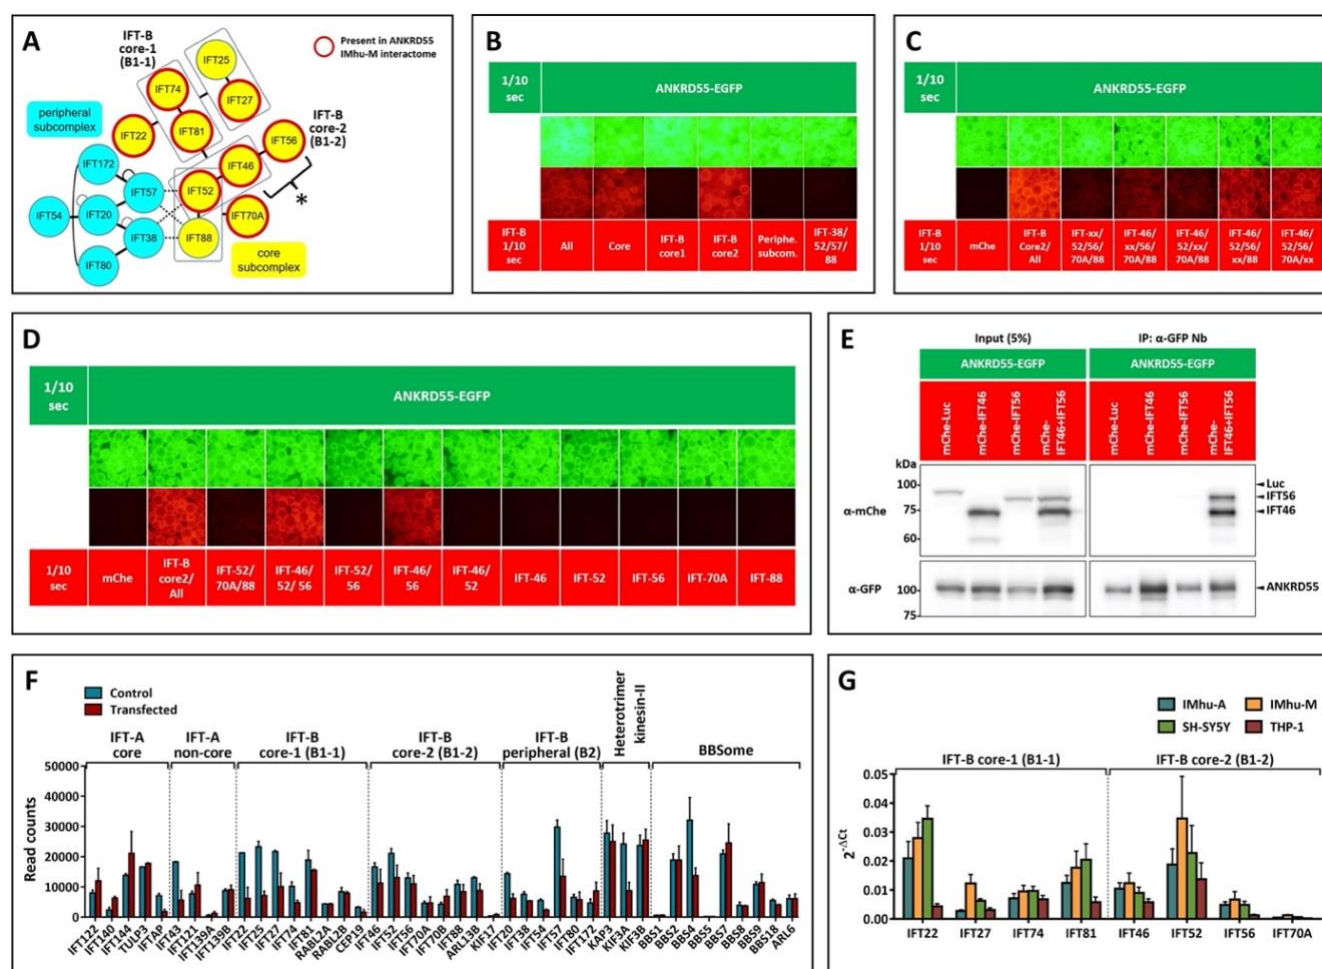 A
IFT-B
core-1
(B1-1)
Present in ANKRD55
IMhu-M interactome
IFT25
IFT74
IFT27
peripheral
subcomplex
IFT22
IFT81
IFT56
IFT-B
core-2
(B1-2)
IFT172
IFT46
IFT57
IFT52
*
IFT54
IFT20
IFT38
IFT88
IFT70A
IFT80
core
subcomplex
B
1/10
sec
ANKRD55-EGFP
IFT-B
1/10
sec
All
Core
IFT-B
core1
IFT-B
core2
Periphe.
subcom.
IFT-38/
52/57/
88
C
1/10
sec
ANKRD55-EGFP
IFT-B
1/10
sec
mChe
IFT-B
Core2/
All
IFT-xx/
52/56/
70A/88
IFT-46/
xx/56/
70A/88
IFT-46/
52/xx/
70A/88
IFT-46/
52/56/
xx/88
IFT-46/
52/56/
70A/xx
D
1/10
sec
ANKRD55-EGFP
1/10
sec
mChe
IFT-B
core2/
All
IFT-52/
70A/88
IFT-46/
52/ 56
IFT-52/
56
IFT-46/
56
IFT-46/
52
IFT-46
IFT-52
IFT-56
IFT-70A
IFT-88
E
Input (5%)
IP: α-GFP Nb
ANKRD55-EGFP
ANKRD55-EGFP
mChe-Luc
mChe-IFT46
mChe-IFT56
mChe-
IFT46+IFT56
mChe-Luc
mChe-IFT46
mChe-IFT56
mChe-
IFT46+IFT56
kDa
100
75
60
α-mChe
Luc
IFT56
IFT46
α-GFP
100
75
ANKRD55
F
Control
Transfected
IFT-A
core
IFT-A
non-core
IFT-B
core-1 (B1-1)
IFT-B
core-2 (B1-2)
IFT-B
peripheral (B2)
Heterotrimer
kinesin-II
BBSome
Read counts
50000
40000
30000
20000
10000
0
IFT122
IFT140
IFT144
TULP3
IFTAP
IFT43
IFT121
IFT139A
IFT139B
IFT22
IFT25
IFT27
IFT74
IFT81
RABL2A
RABL2B
CEP19
IFT46
IFT52
IFT56
IFT70A
IFT70B
IFT88
ARL13B
KIF17
IFT20
IFT38
IFT54
IFT57
IFT80
IFT172
KAP3
KIF3A
KIF3B
BBS1
BBS2
BBS4
BBS5
BBS7
BBS8
BBS9
BBS18
ARL6
G
IMhu-A
IMhu-M
SH-SY5Y
THP-1
IFT-B core-1 (B1-1)
IFT-B core-2 (B1-2)
2-ΔCt
0.05
0.04
0.03
0.02
0.01
0.00
IFT22
IFT27
IFT74
IFT81
IFT46
IFT52
IFT56
IFT70A